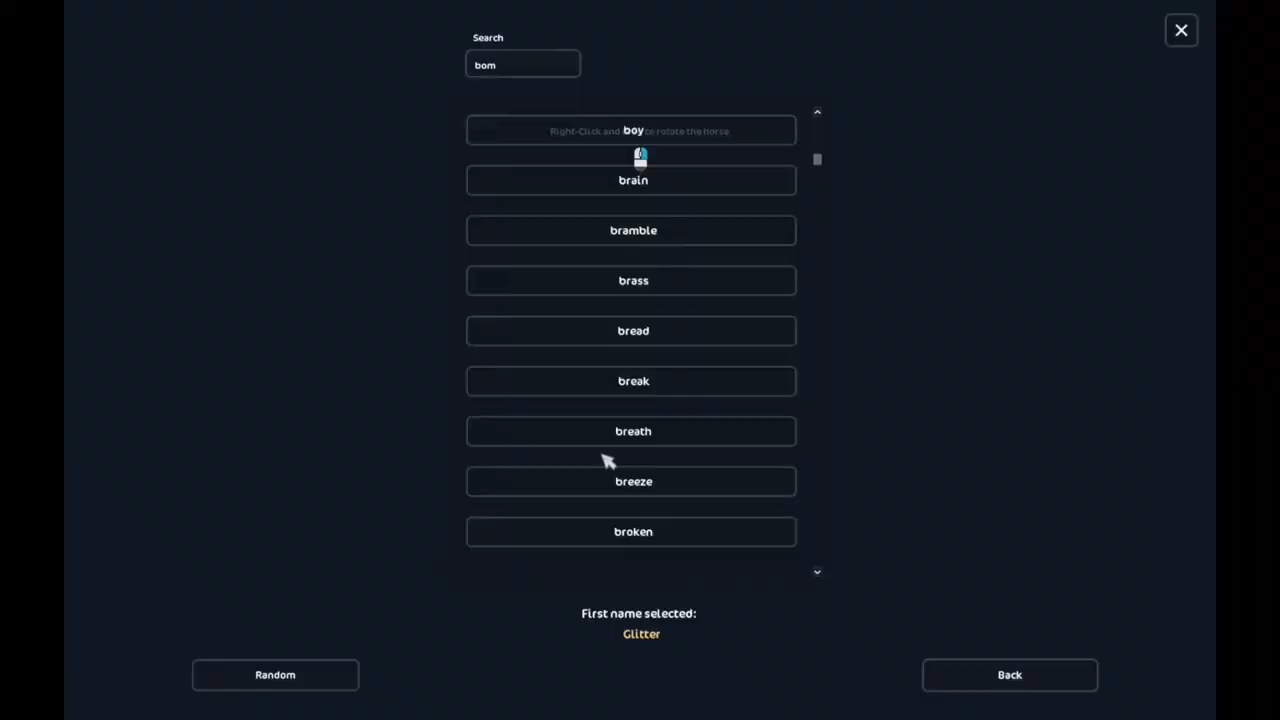 Search
bom
boy
Right-Click and to rotate the horse
brain
bramble
brass
bread
break
breath
breeze
broken
First name selected:
Glitter
Random
Back